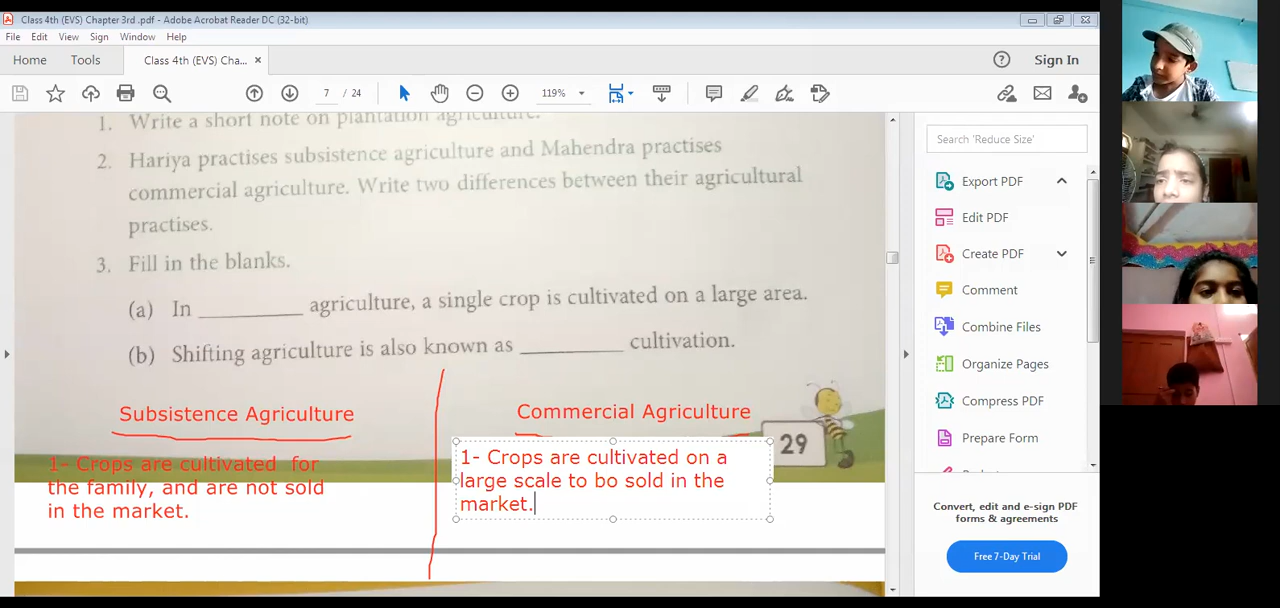 Class 4th (EVS) Chapter 3rd .pdf - Adobe Acrobat Reader DC (32-bit)
File Edit View Sign Window Help
Home Tools Class 4th (EVS) Cha... × Sign In
7 / 24 119%
1. Write a short note on plantation agriculture.
2. Hariya practises subsistence agriculture and Mahendra practises
commercial agriculture. Write two differences between their agricultural
practises.
3. Fill in the blanks.
(a) In __________ agriculture, a single crop is cultivated on a large area.
(b) Shifting agriculture is also known as __________ cultivation.
Subsistence Agriculture
1- Crops are cultivated for
the family, and are not sold
in the market.
Commercial Agriculture
1- Crops are cultivated on a
large scale to bo sold in the
market.
29
Search 'Reduce Size'
Export PDF
Edit PDF
Create PDF
Comment
Combine Files
Organize Pages
Compress PDF
Prepare Form
Convert, edit and e-sign PDF
forms & agreements
Free 7-Day Trial